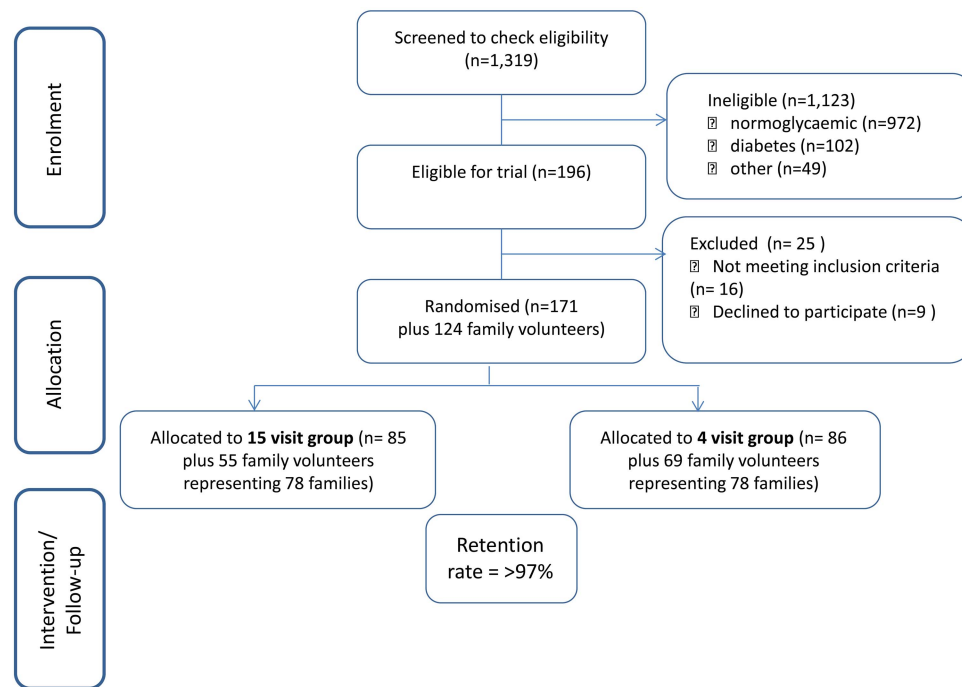 Enrolment
Screened to check eligibility
(n=1,319)
Ineligible (n=1,123)
⍰ normoglycaemic (n=972)
⍰ diabetes (n=102)
⍰ other (n=49)
Eligible for trial (n=196)
Excluded (n= 25 )
⍰ Not meeting inclusion criteria
(n= 16)
⍰ Declined to participate (n=9 )
Allocation
Randomised (n=171
plus 124 family volunteers)
Allocated to 15 visit group (n= 85
plus 55 family volunteers
representing 78 families)
Allocated to 4 visit group (n= 86
plus 69 family volunteers
representing 78 families)
Intervention/
Follow-up
Retention
rate = >97%